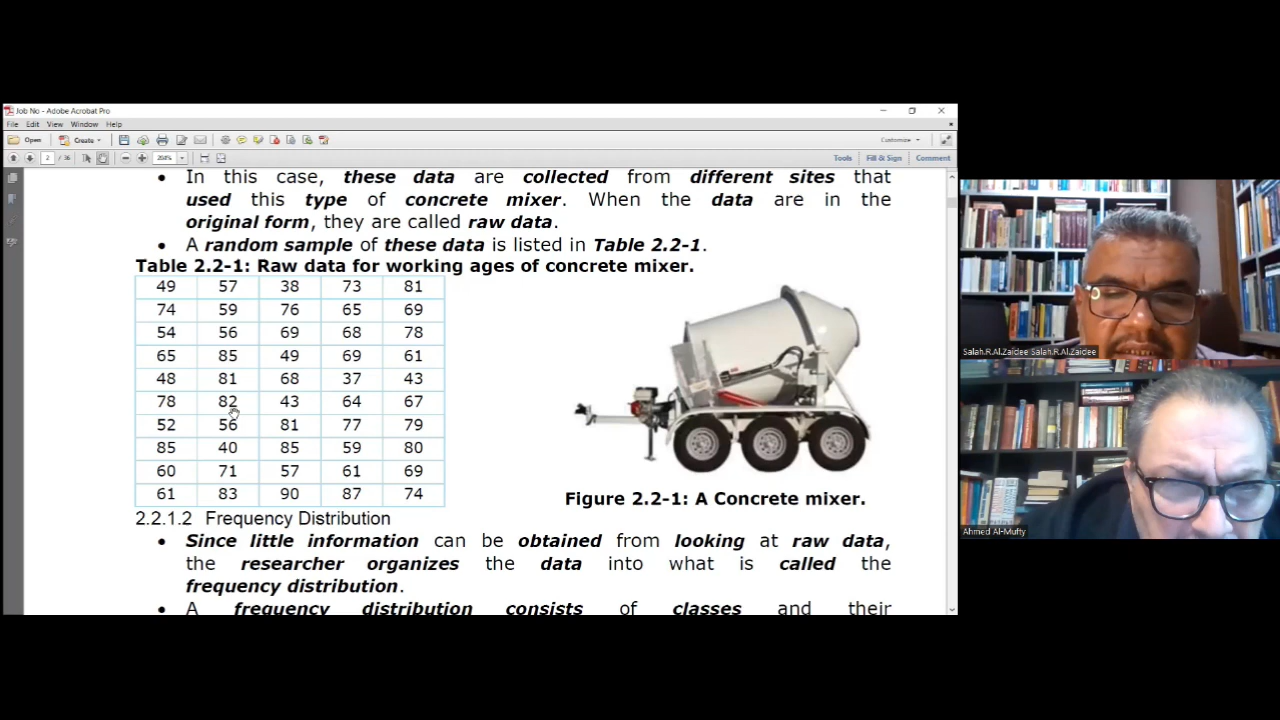 Job No - Adobe Acrobat Pro
File Edit View Window Help
Open Create Customize
2 / 36 204% Tools Fill & Sign Comment
• In this case, these data are collected from different sites that
used this type of concrete mixer. When the data are in the
original form, they are called raw data.
• A random sample of these data is listed in Table 2.2-1.
Table 2.2-1: Raw data for working ages of concrete mixer.
49 57 38 73 81
74 59 76 65 69
54 56 69 68 78
65 85 49 69 61
48 81 68 37 43
78 82 43 64 67
52 56 81 77 79
85 40 85 59 80
60 71 57 61 69
61 83 90 87 74
Figure 2.2-1: A Concrete mixer.
2.2.1.2 Frequency Distribution
• Since little information can be obtained from looking at raw data,
the researcher organizes the data into what is called the
frequency distribution.
• A frequency distribution consists of classes and their
Salah.R.Al.Zaidee Salah.R.Al.Zaidee
Ahmed Al-Mufty